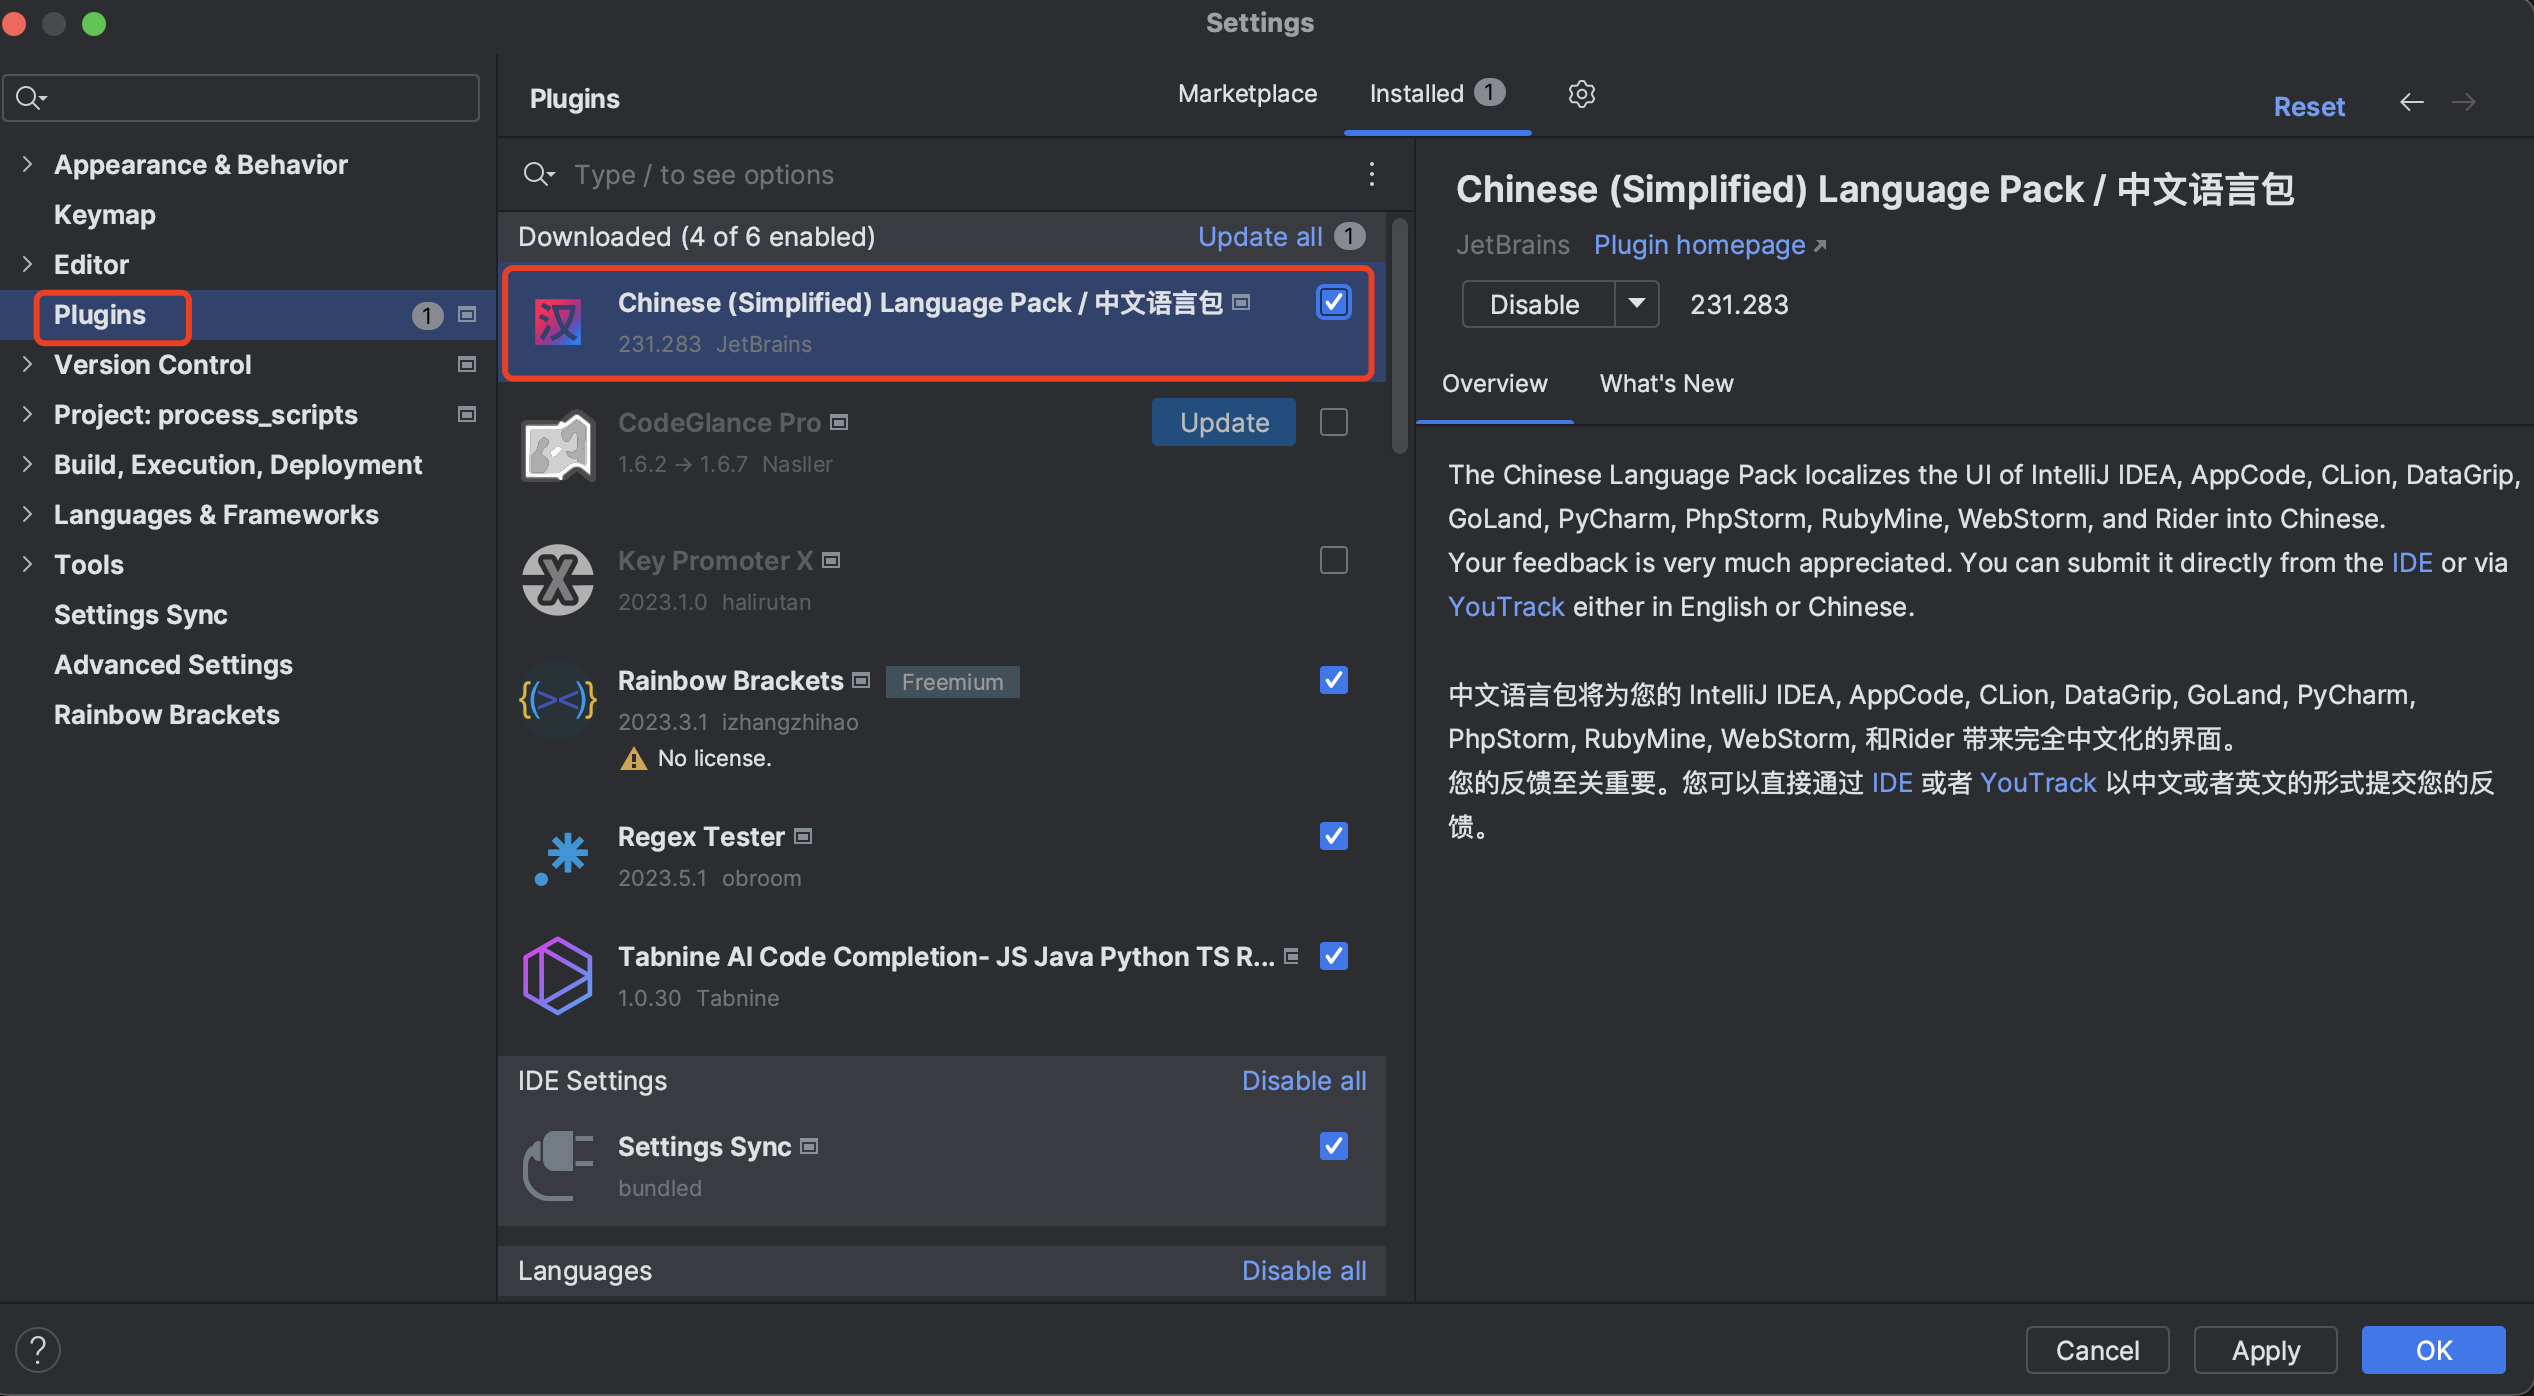 Settings
Appearance & Behavior
Keymap
Editor
Plugins
1
Version Control
Project: process_scripts
Build, Execution, Deployment
Languages & Frameworks
Tools
Settings Sync
Advanced Settings
Rainbow Brackets
Plugins
Marketplace
Installed 1
Reset
Type / to see options
Downloaded (4 of 6 enabled)
Update all 1
汉
Chinese (Simplified) Language Pack / 中文语言包
231.283 JetBrains
CodeGlance Pro
Update
1.6.2 → 1.6.7 Nasller
Key Promoter X
2023.1.0 halirutan
Rainbow Brackets
Freemium
2023.3.1 izhangzhihao
No license.
Regex Tester
2023.5.1 obroom
Tabnine AI Code Completion- JS Java Python TS R...
1.0.30 Tabnine
IDE Settings
Disable all
Settings Sync
bundled
Languages
Disable all
Chinese (Simplified) Language Pack / 中文语言包
JetBrains Plugin homepage ↗
Disable
231.283
Overview
What's New
The Chinese Language Pack localizes the UI of IntelliJ IDEA, AppCode, CLion, DataGrip,
GoLand, PyCharm, PhpStorm, RubyMine, WebStorm, and Rider into Chinese.
Your feedback is very much appreciated. You can submit it directly from the IDE or via
YouTrack either in English or Chinese.
中文语言包将为您的 IntelliJ IDEA, AppCode, CLion, DataGrip, GoLand, PyCharm,
PhpStorm, RubyMine, WebStorm, 和Rider 带来完全中文化的界面。
您的反馈至关重要。您可以直接通过 IDE 或者 YouTrack 以中文或者英文的形式提交您的反
馈。
?
Cancel
Apply
OK